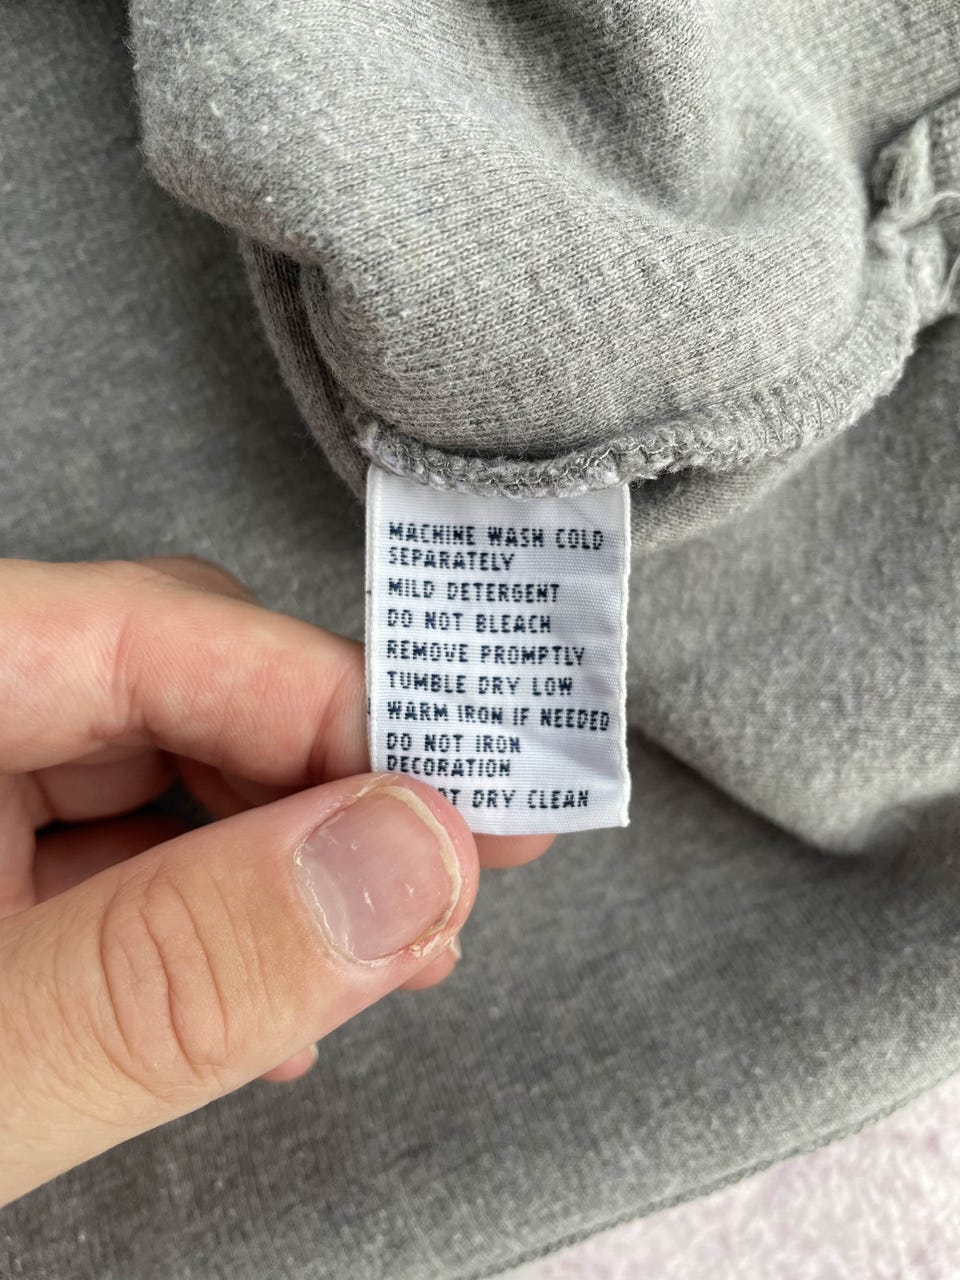 MACHINE WASH COLD
SEPARATELY
MILD DETERGENT
DO NOT BLEACH
REMOVE PROMPTLY
TUMBLE DRY LOW
WARM IRON IF NEEDED
DO NOT IRON
DECORATION
DRY CLEAN